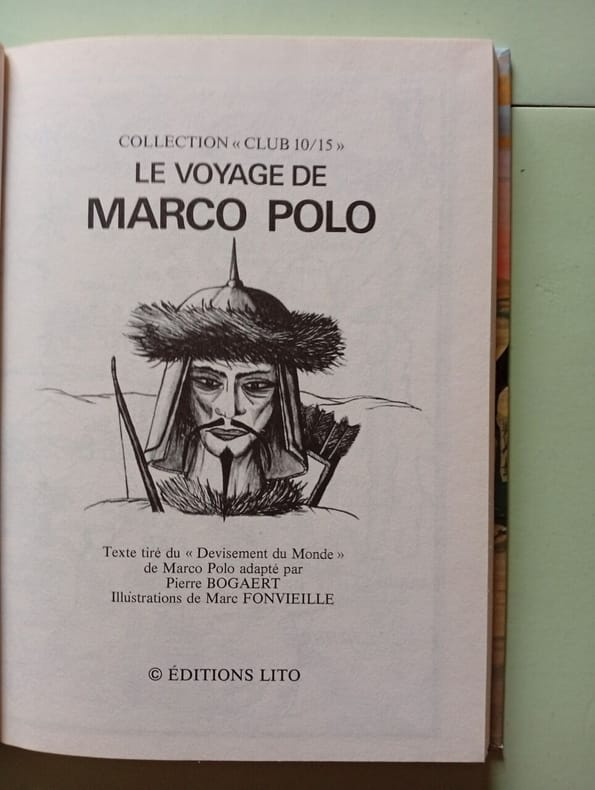 COLLECTION « CLUB 10/15 »
LE VOYAGE DE
MARCO POLO
Texte tiré du « Devisement du Monde »
de Marco Polo adapté par
Pierre BOGAERT
Illustrations de Marc FONVIEILLE
© ÉDITIONS LITO